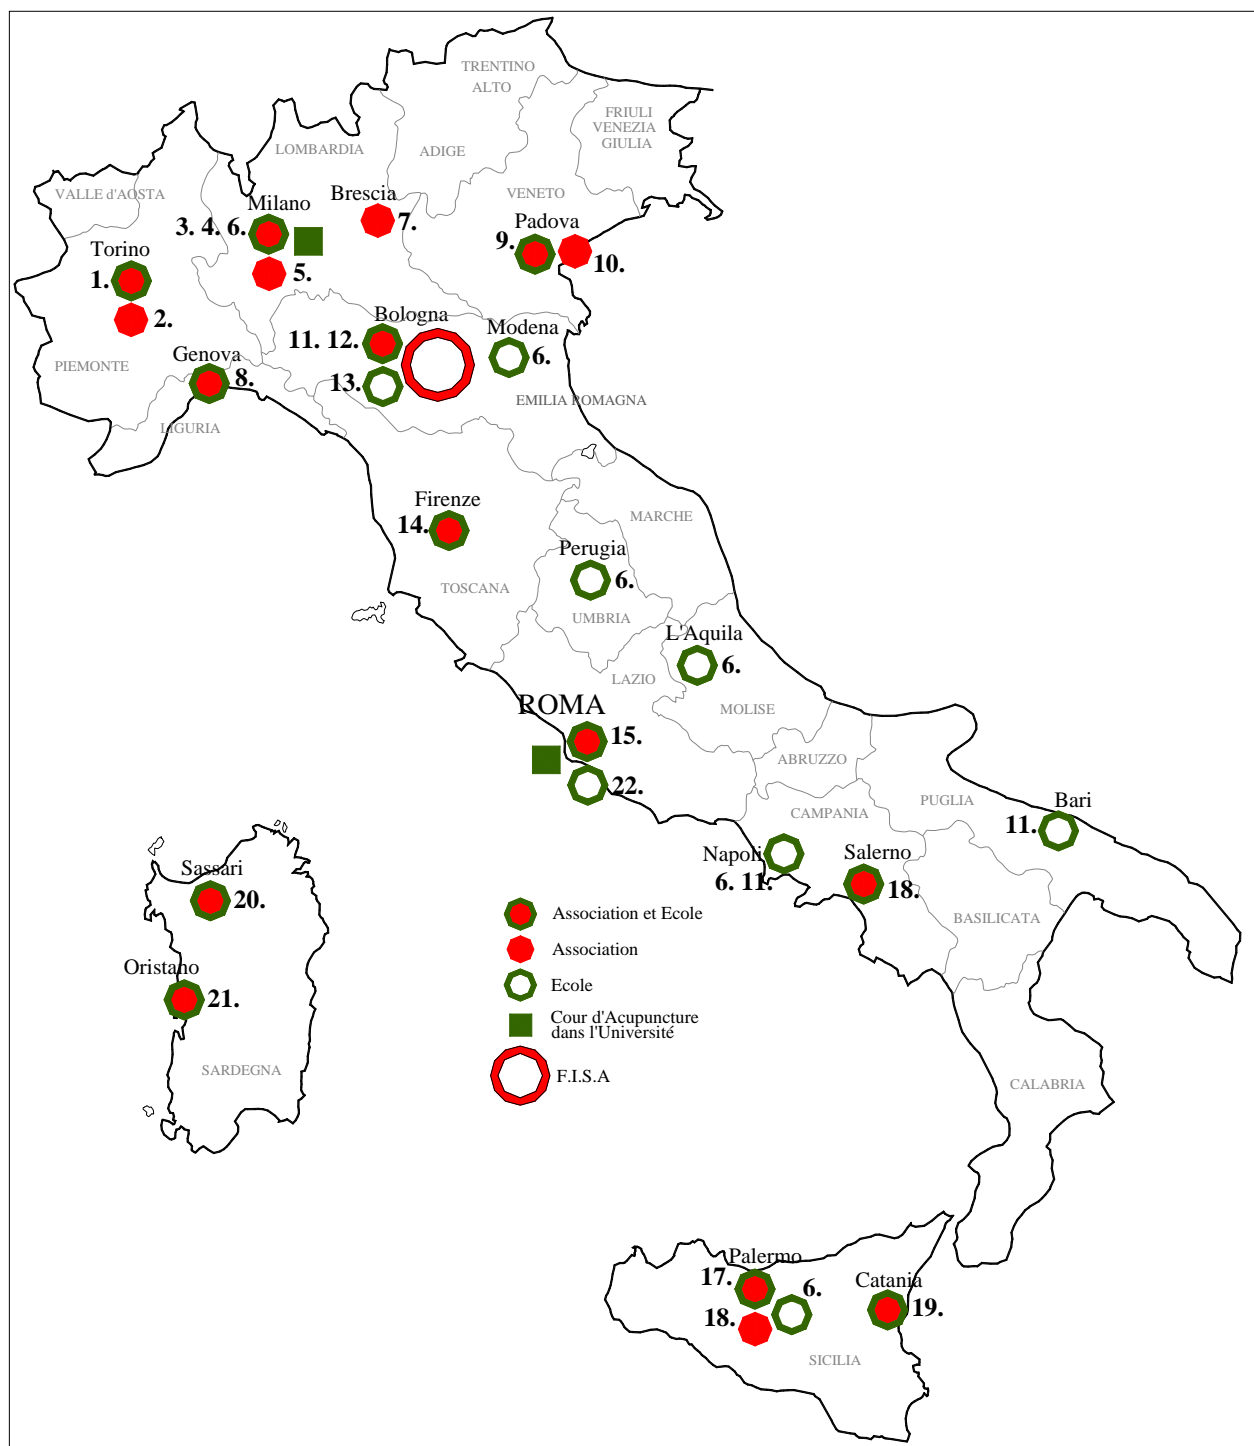 TRENTINO
ALTO
ADIGE
FRIULI
VENEZIA
GIULIA
LOMBARDIA
VALLE d'AOSTA
VENETO
Brescia
7.
Milano
3. 4. 6.
5.
Padova
9.
10.
Torino
1.
2.
Bologna
11. 12.
13.
Modena
6.
PIEMONTE
Genova
8.
EMILIA ROMAGNA
LIGURIA
Firenze
14.
MARCHE
Perugia
6.
TOSCANA
UMBRIA
L'Aquila
6.
LAZIO
ROMA
15.
22.
MOLISE
ABRUZZO
PUGLIA
Bari
11.
CAMPANIA
Napoli
6. 11.
Salerno
18.
BASILICATA
Sassari
20.
Oristano
21.
SARDEGNA
Association et Ecole
Association
Ecole
Cour d'Acupuncture
dans l'Université
F.I.S.A
CALABRIA
Palermo
17.
6.
18.
Catania
19.
SICILIA